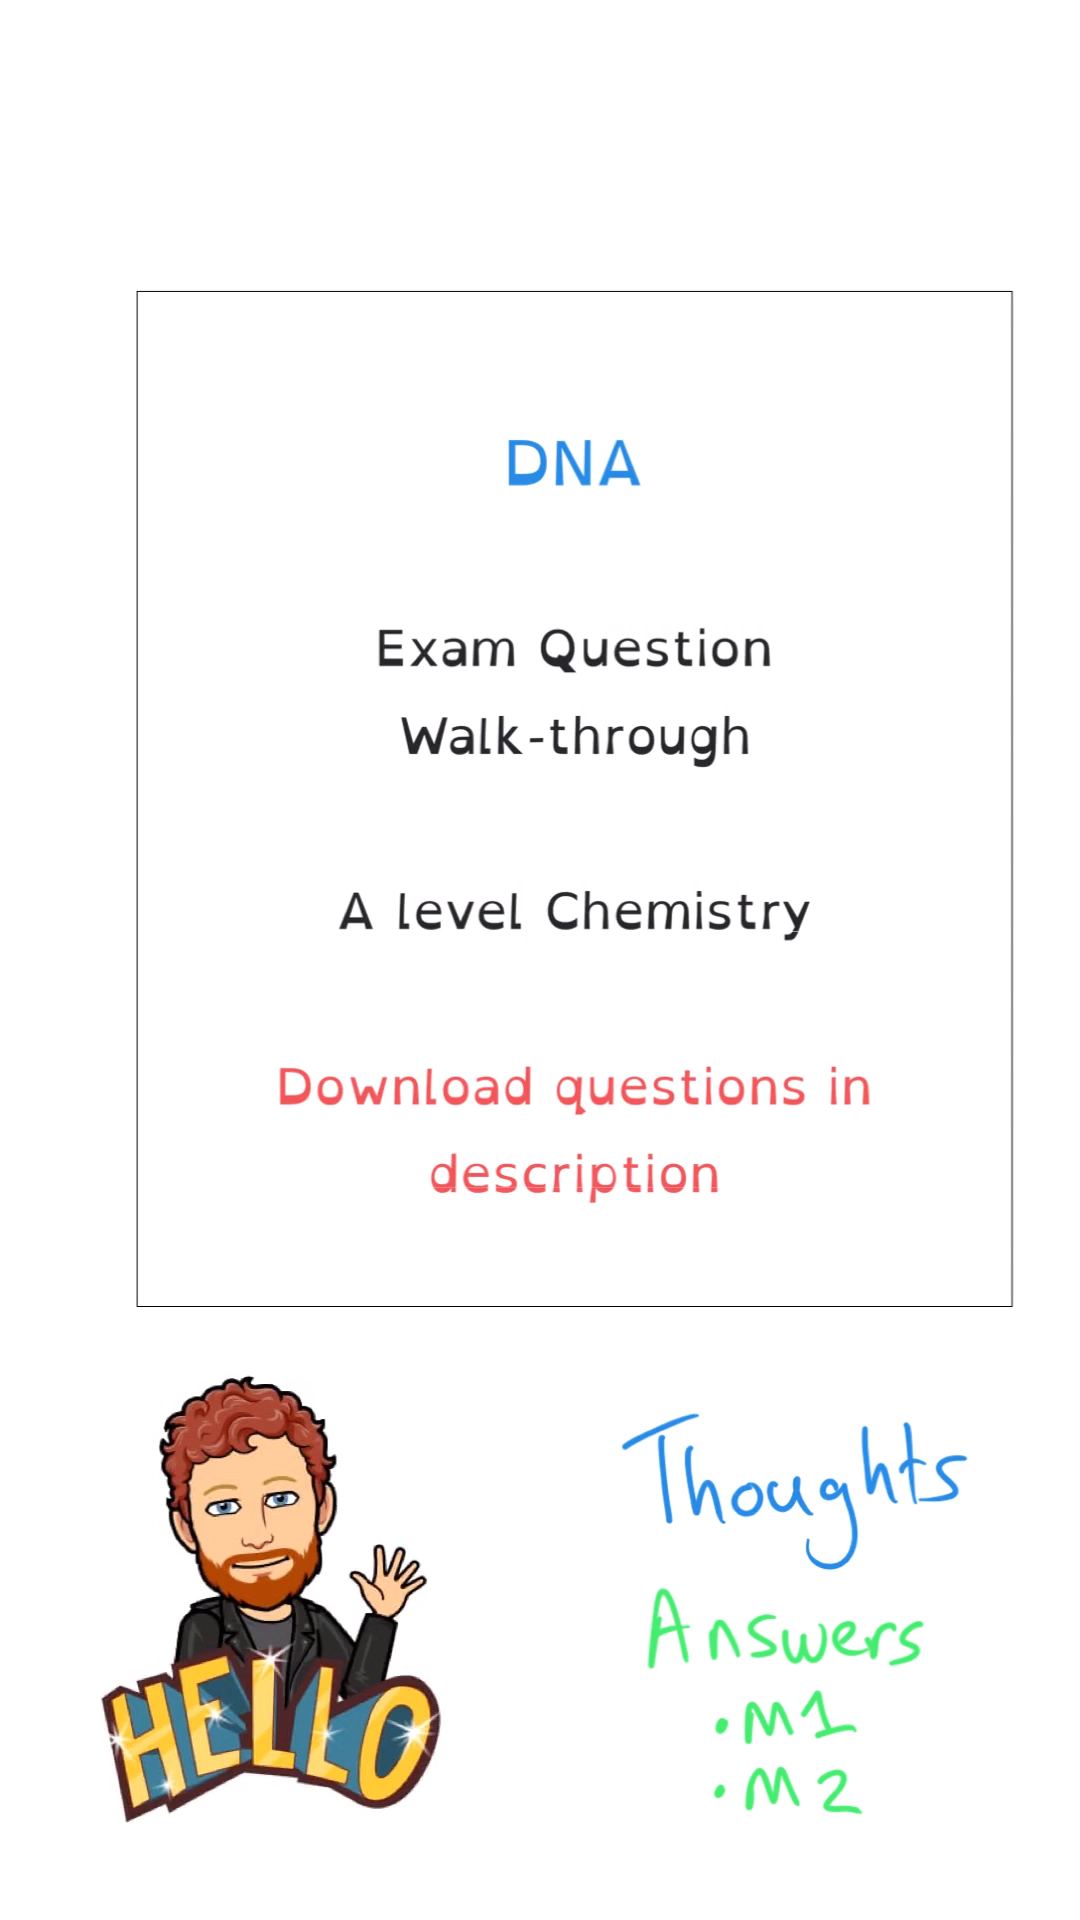 DNA
Exam Question
Walk-through
A level Chemistry
Download questions in
description
HELLO
Thoughts
Answers
• M1
• M2